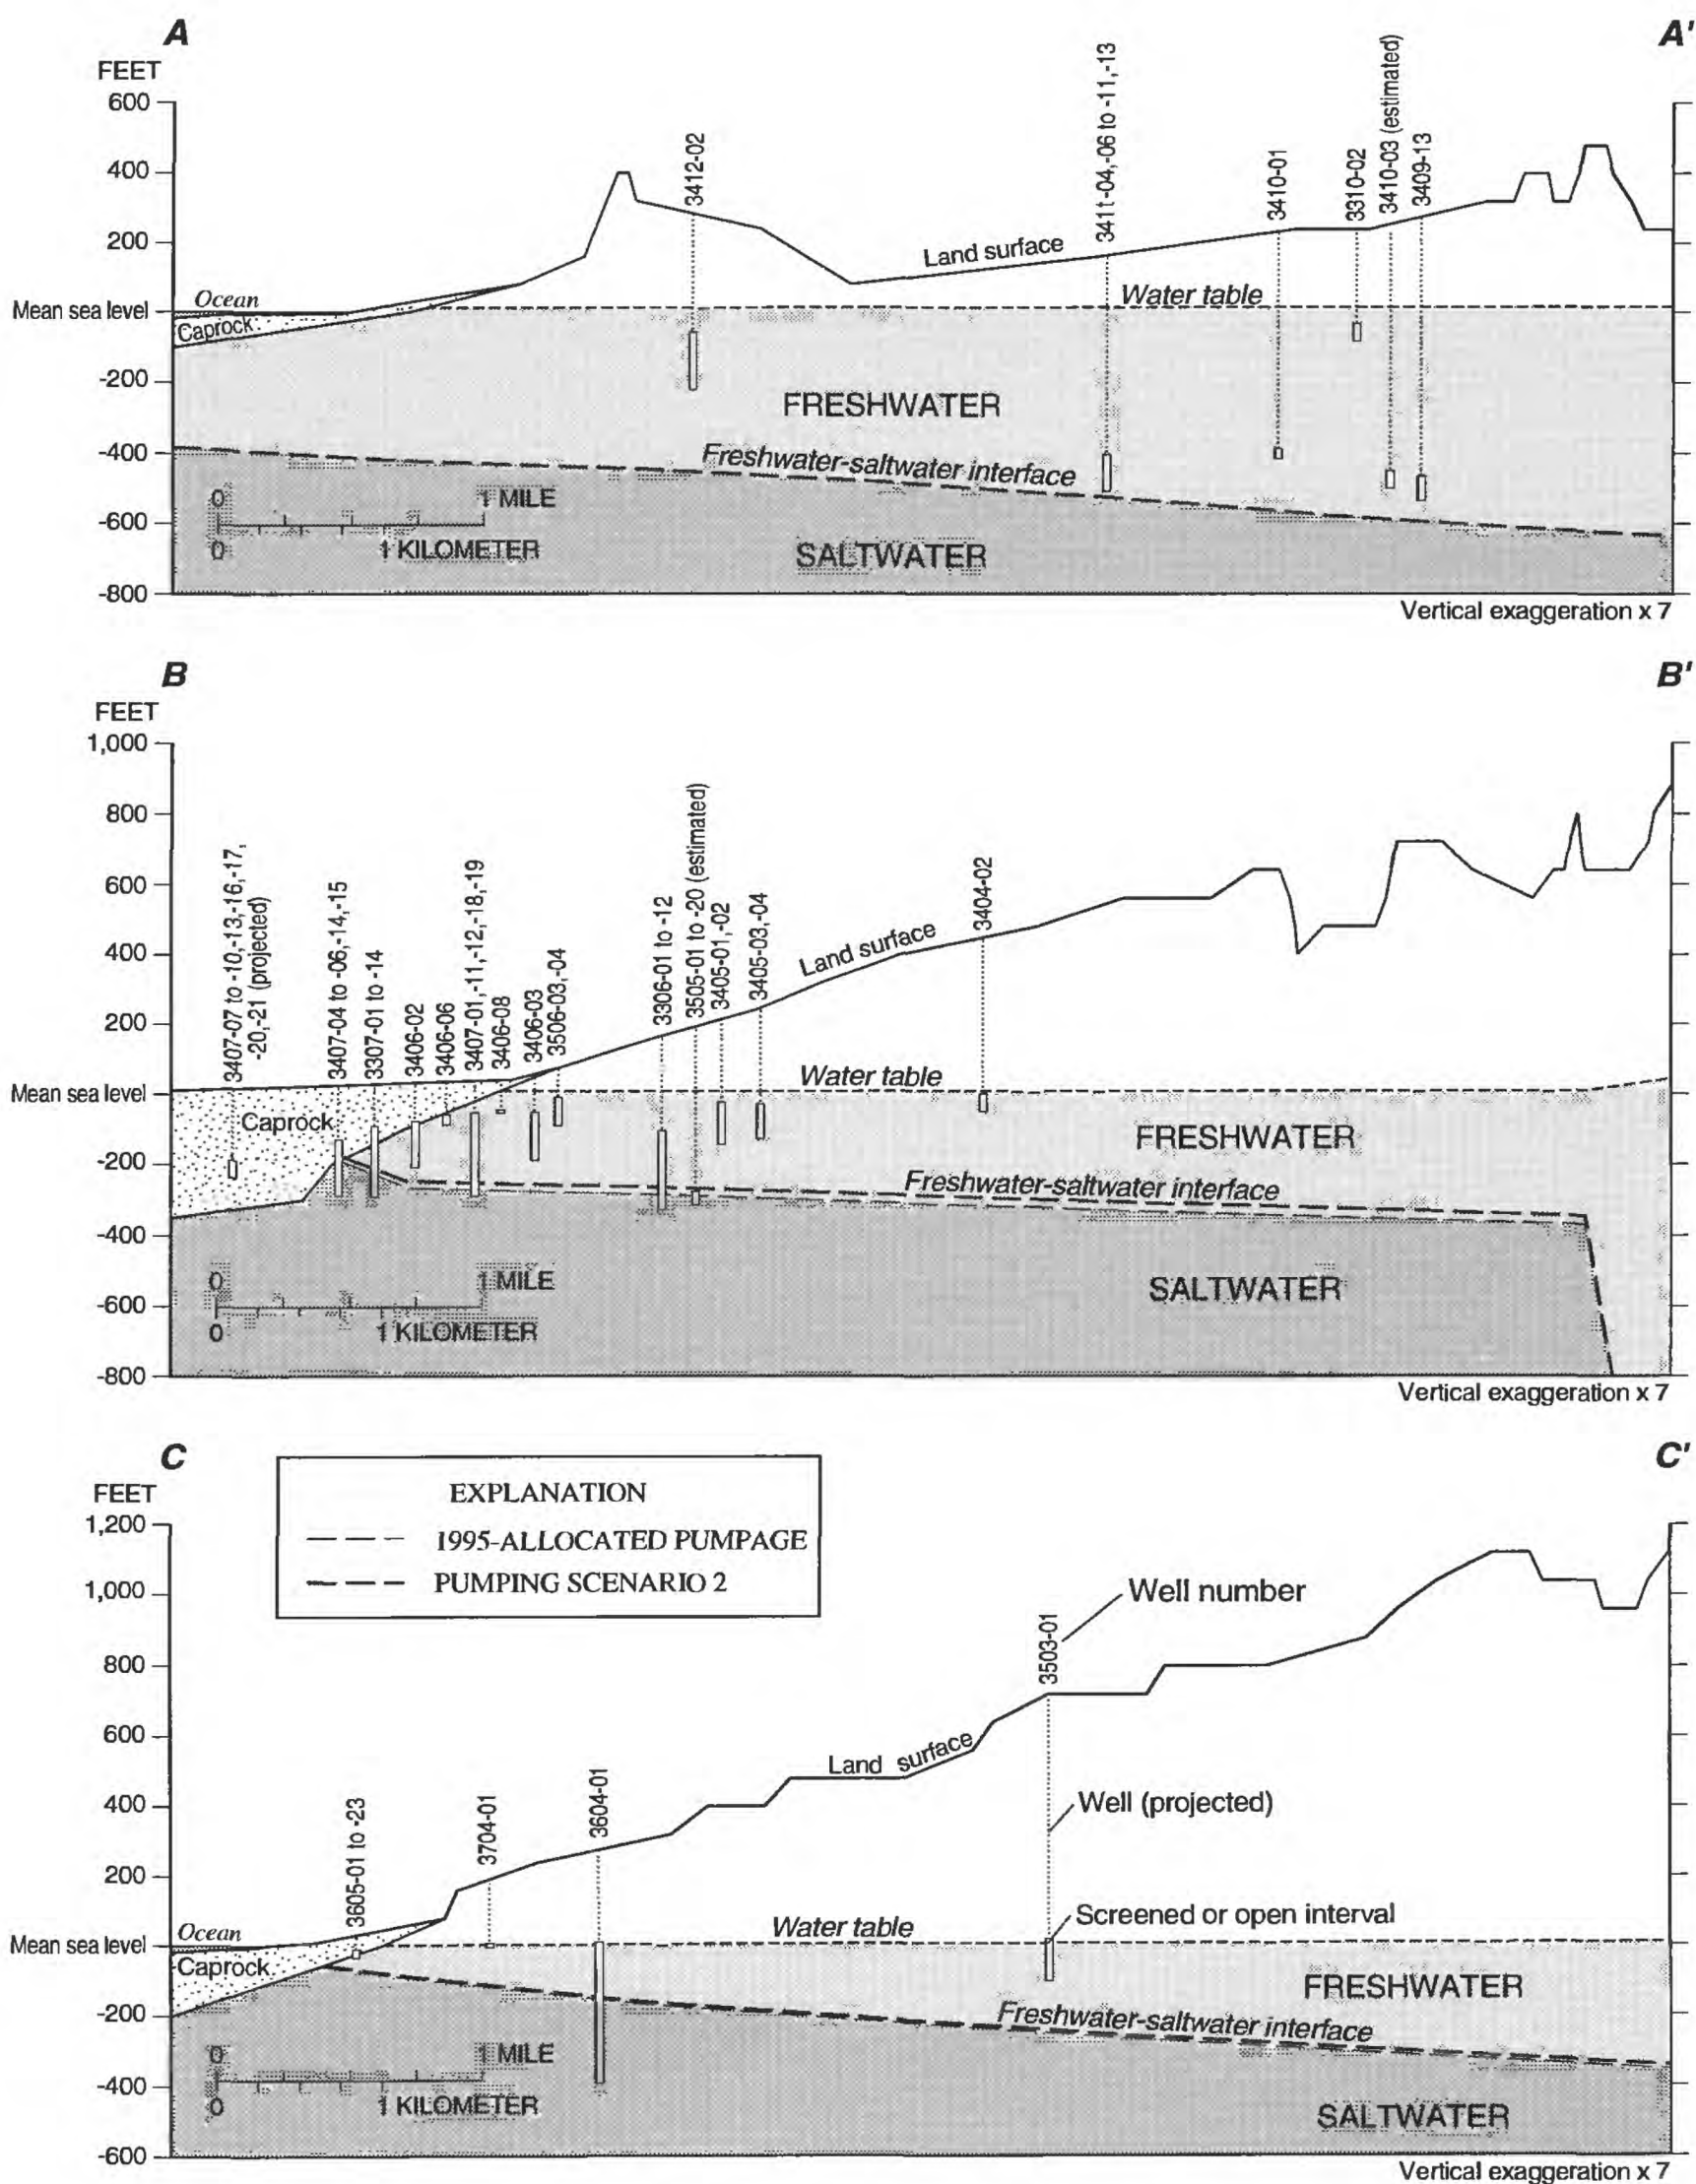 A
A'
FEET
600
400
200
Mean sea level
-200
-400
-600
-800
3412-02
341t-04,-06 to -11,-13
3410-01
3310-02
3410-03 (estimated)
3409-13
Land surface
Ocean
Caprock
Water table
FRESHWATER
Freshwater-saltwater interface
0
1 MILE
0
1 KILOMETER
SALTWATER
Vertical exaggeration x 7
B
B'
FEET
1,000
800
600
400
200
Mean sea level
-200
-400
-600
-800
3407-07 to -10,-13,-16,-17,
-20,-21 (projected)
3407-04 to -06,-14,-15
3307-01 to -14
3406-02
3406-06
3407-01,-11,-12,-18,-19
3406-08
3406-03
3506-03,-04
3306-01 to -12
3505-01 to -20 (estimated)
3405-01,-02
3405-03,-04
3404-02
Land surface
Water table
Caprock
FRESHWATER
Freshwater-saltwater interface
SALTWATER
0
1 MILE
0
1 KILOMETER
Vertical exaggeration x 7
C
C'
FEET
1,200
1,000
800
600
400
200
Mean sea level
-200
-400
-600
EXPLANATION
1995-ALLOCATED PUMPAGE
PUMPING SCENARIO 2
Well number
3503-01
Land surface
Well (projected)
3605-01 to -23
3704-01
3604-01
Screened or open interval
Ocean
Water table
Caprock
FRESHWATER
Freshwater-saltwater interface
0
1 MILE
0
1 KILOMETER
SALTWATER
Vertical exaggeration x 7